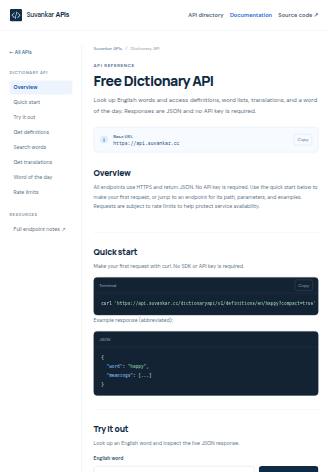 Suvankar APIs
API directory
Documentation
Source code ↗
← All APIs
DICTIONARY API
Overview
Quick start
Try it out
Get definitions
Search words
Get translations
Word of the day
Rate limits
RESOURCES
Full endpoint notes ↗
Suvankar APIs / Dictionary API
API REFERENCE
Free Dictionary API
Look up English words and access definitions, word lists, translations, and a word
of the day. Responses are JSON and no API key is required.
Base URL
https://api.suvankar.cc
Copy
Overview
All endpoints use HTTPS and return JSON. No API key is required. Use the quick start below to
make your first request, or jump to an endpoint for its path, parameters, and examples.
Requests are subject to rate limits to help protect service availability.
Quick start
Make your first request with curl. No SDK or API key is required.
Terminal
Copy
curl 'https://api.suvankar.cc/dictionaryapi/v1/definitions/en/happy?compact=true'
Example response (abbreviated):
JSON
{
"word": "happy",
"meanings": [...]
}
Try it out
Look up an English word and inspect the live JSON response.
English word